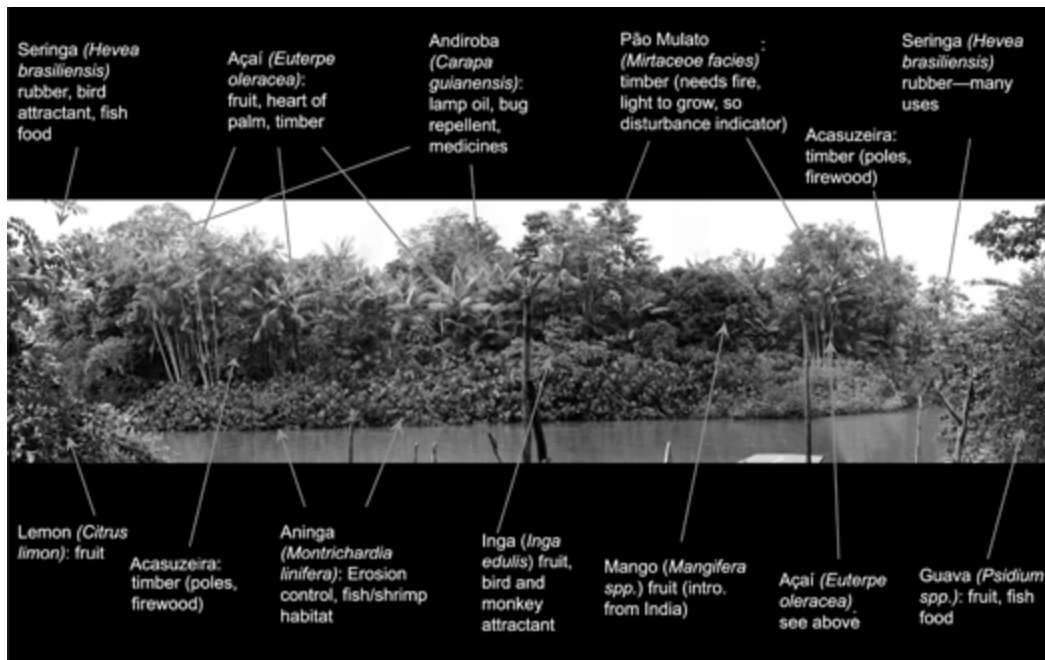 Seringa (Hevea
brasiliensis)
rubber, bird
attractant, fish
food
Açaí (Euterpe
oleracea):
fruit, heart of
palm, timber
Andiroba
(Carapa
guianensis):
lamp oil, bug
repellent,
medicines
Pão Mulato :
(Mirtaceoe facies)
timber (needs fire,
light to grow, so
disturbance indicator)
Acasuzeira:
timber (poles,
firewood)
Seringa (Hevea
brasiliensis)
rubber—many
uses
Lemon (Citrus
limon): fruit
Acasuzeira:
timber (poles,
firewood)
Aninga
(Montrichardia
linifera): Erosion
control, fish/shrimp
habitat
Inga (Inga
edulis) fruit,
bird and
monkey
attractant
Mango (Mangifera
spp.) fruit (intro.
from India)
Açaí (Euterpe
oleracea)
see above
Guava (Psidium
spp.): fruit, fish
food